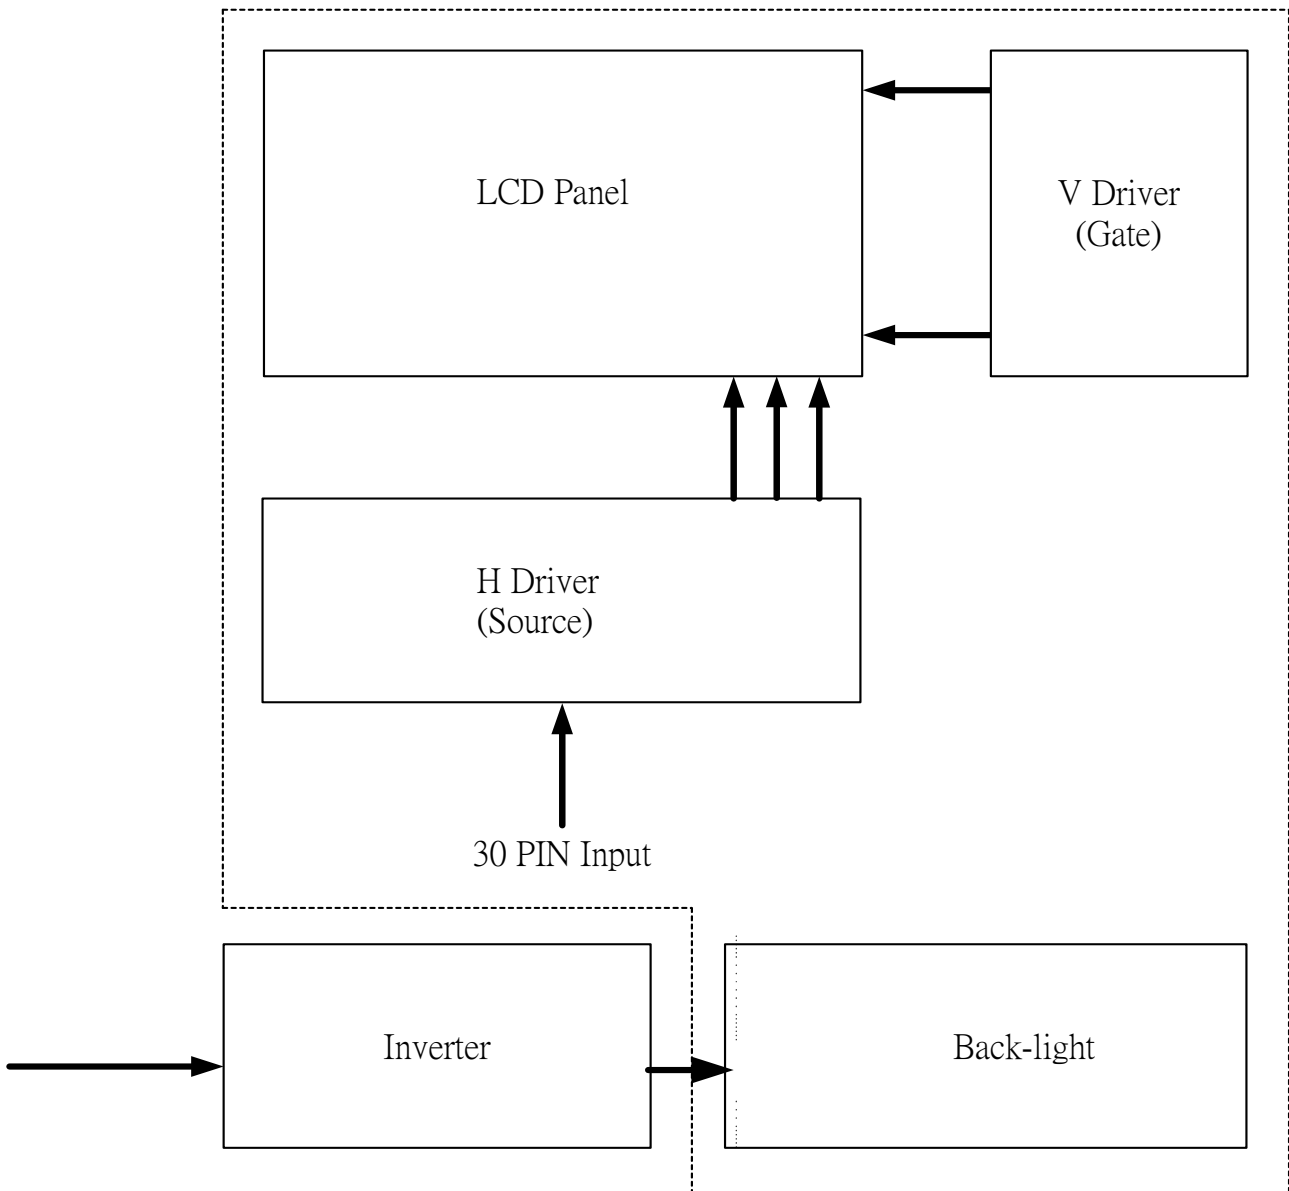 LCD Panel
V Driver
(Gate)
H Driver
(Source)
30 PIN Input
Inverter
Back-light